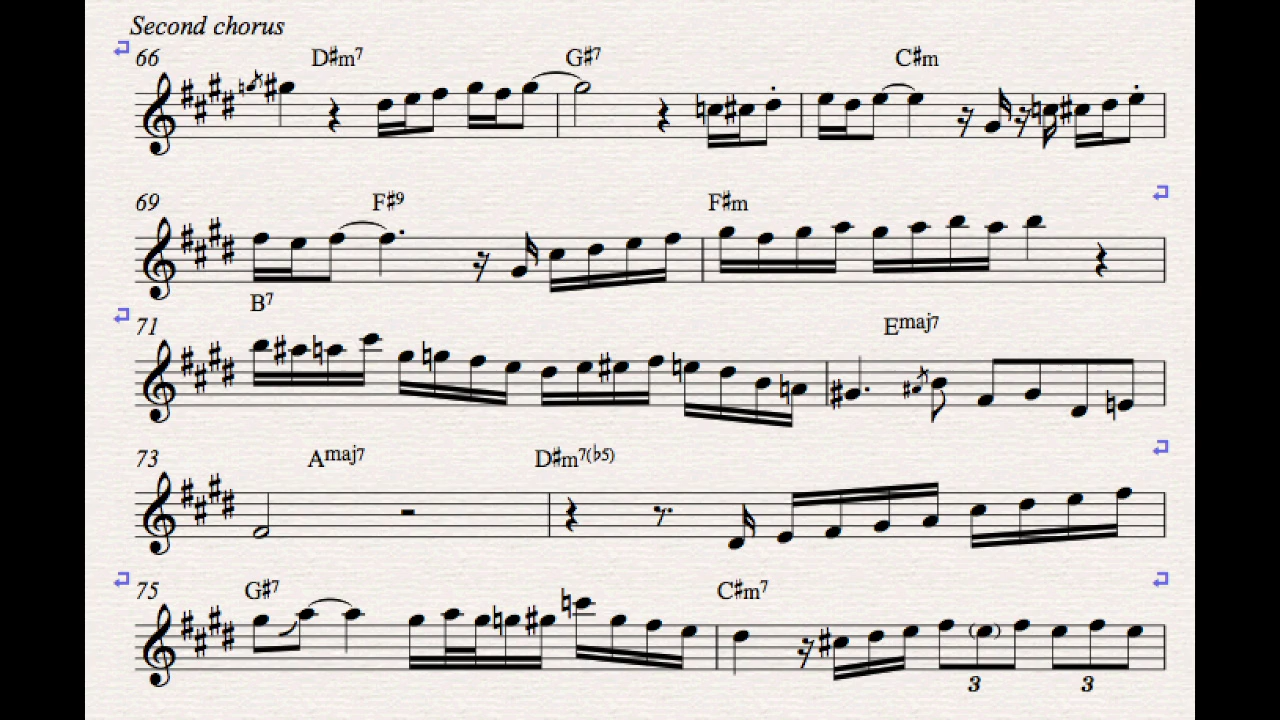 Second chorus
66 D♯m7 G♯7 C♯m
69 F♯9 F♯m
B7
71 Emaj7
73 Amaj7 D♯m7(♭5)
75 G♯7 C♯m7
3 3